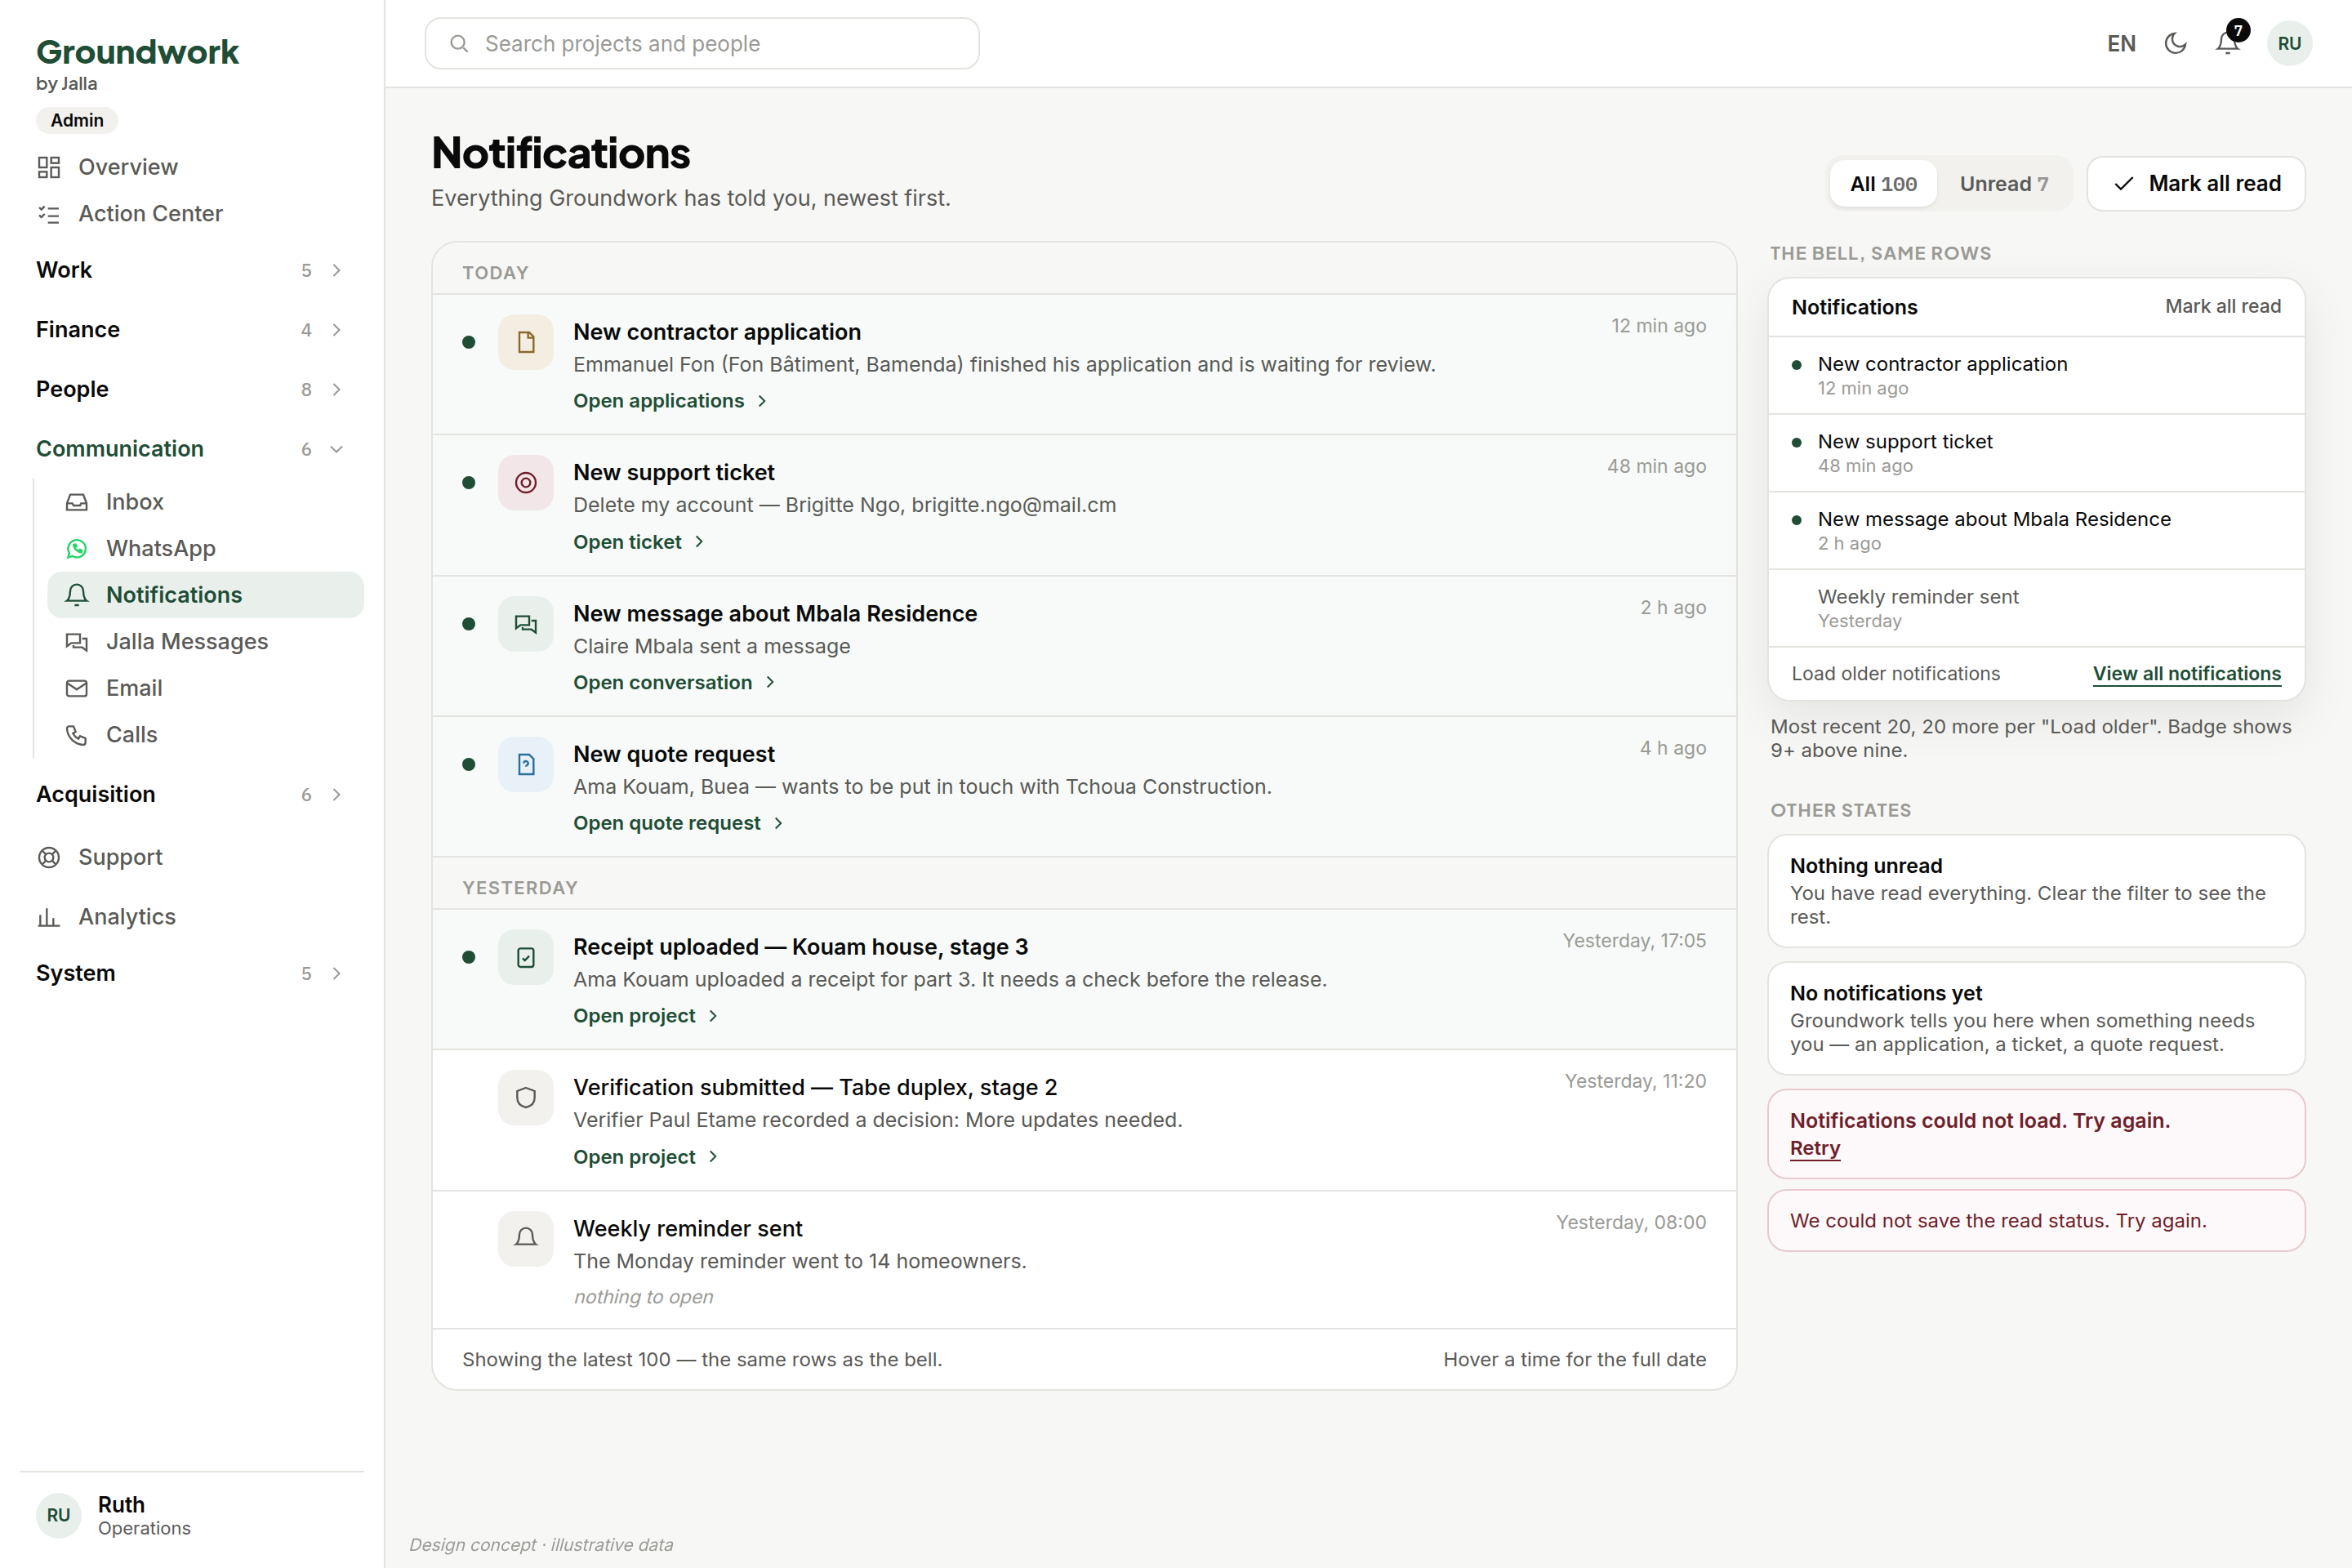 Groundwork
by Jalla
Admin
Overview
Action Center
Work 5
Finance 4
People 8
Communication 6
Inbox
WhatsApp
Notifications
Jalla Messages
Email
Calls
Acquisition 6
Support
Analytics
System 5
RU
Ruth
Operations
Search projects and people
EN
7
RU
Notifications
Everything Groundwork has told you, newest first.
All 100
Unread 7
Mark all read
TODAY
New contractor application
12 min ago
Emmanuel Fon (Fon Bâtiment, Bamenda) finished his application and is waiting for review.
Open applications
New support ticket
48 min ago
Delete my account — Brigitte Ngo, brigitte.ngo@mail.cm
Open ticket
New message about Mbala Residence
2 h ago
Claire Mbala sent a message
Open conversation
New quote request
4 h ago
Ama Kouam, Buea — wants to be put in touch with Tchoua Construction.
Open quote request
YESTERDAY
Receipt uploaded — Kouam house, stage 3
Yesterday, 17:05
Ama Kouam uploaded a receipt for part 3. It needs a check before the release.
Open project
Verification submitted — Tabe duplex, stage 2
Yesterday, 11:20
Verifier Paul Etame recorded a decision: More updates needed.
Open project
Weekly reminder sent
Yesterday, 08:00
The Monday reminder went to 14 homeowners.
nothing to open
Showing the latest 100 — the same rows as the bell.
Hover a time for the full date
THE BELL, SAME ROWS
Notifications
Mark all read
New contractor application
12 min ago
New support ticket
48 min ago
New message about Mbala Residence
2 h ago
Weekly reminder sent
Yesterday
Load older notifications
View all notifications
Most recent 20, 20 more per "Load older". Badge shows
9+ above nine.
OTHER STATES
Nothing unread
You have read everything. Clear the filter to see the
rest.
No notifications yet
Groundwork tells you here when something needs
you — an application, a ticket, a quote request.
Notifications could not load. Try again.
Retry
We could not save the read status. Try again.
Design concept · illustrative data